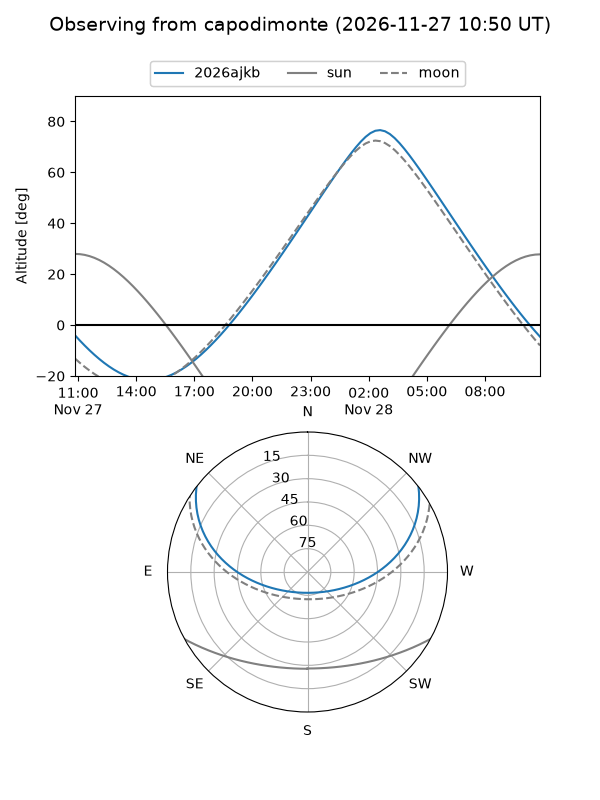 Observing from capodimonte (2026-11-27 10:50 UT)
2026ajkb sun moon
Altitude [deg]
80
60
40
20
0
−20
11:00 14:00 17:00 20:00 23:00 02:00 05:00 08:00
Nov 27 Nov 28
N
NE NW
15
30
45
60
75
E W
SE SW
S